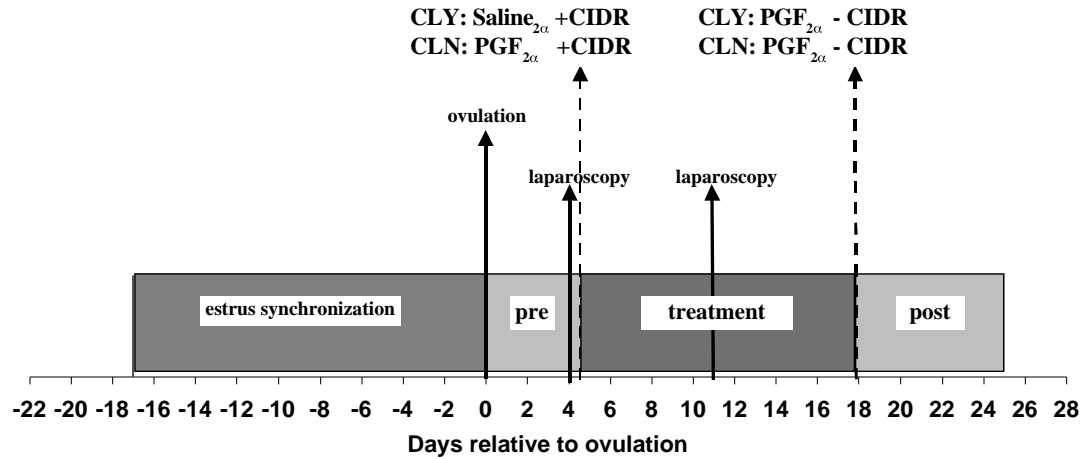 CLY: Saline2α +CIDR
CLN: PGF2α +CIDR
CLY: PGF2α - CIDR
CLN: PGF2α - CIDR
ovulation
laparoscopy
laparoscopy
estrus synchronization
pre
treatment
post
-22 -20 -18 -16 -14 -12 -10 -8 -6 -4 -2 0 2 4 6 8 10 12 14 16 18 20 22 24 26 28
Days relative to ovulation